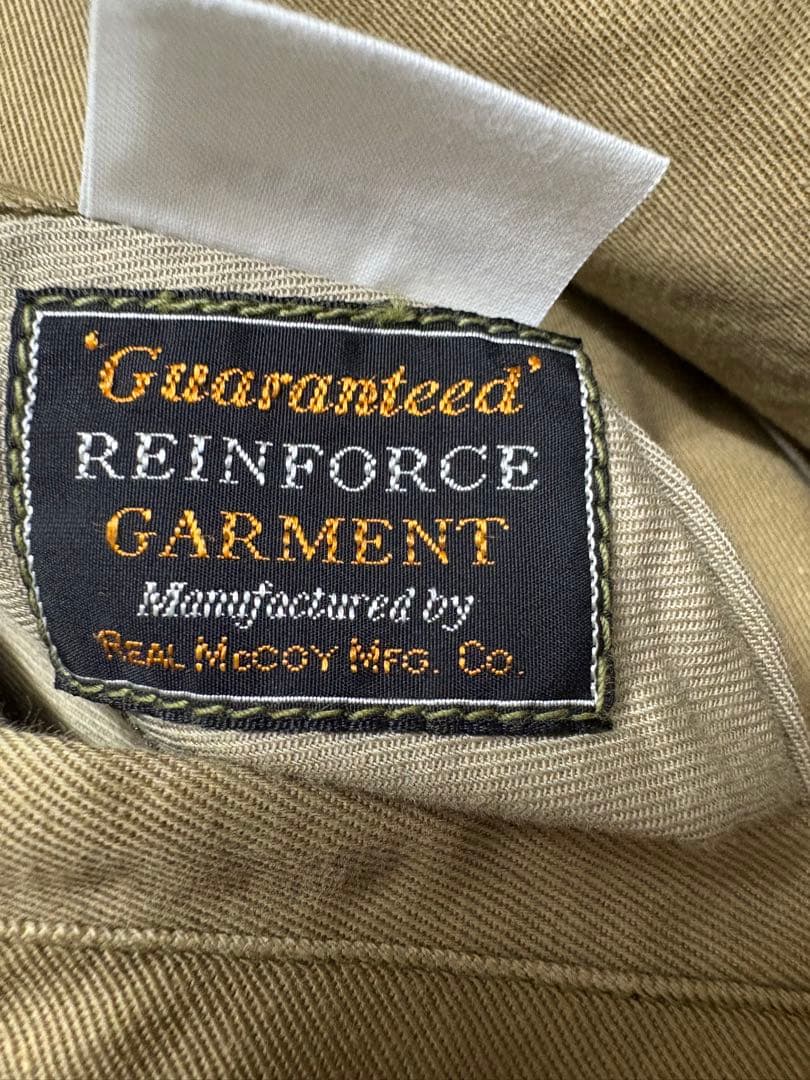 'Guaranteed'
REINFORCE
GARMENT
Manufactured by
REAL McCOY MFG. CO.